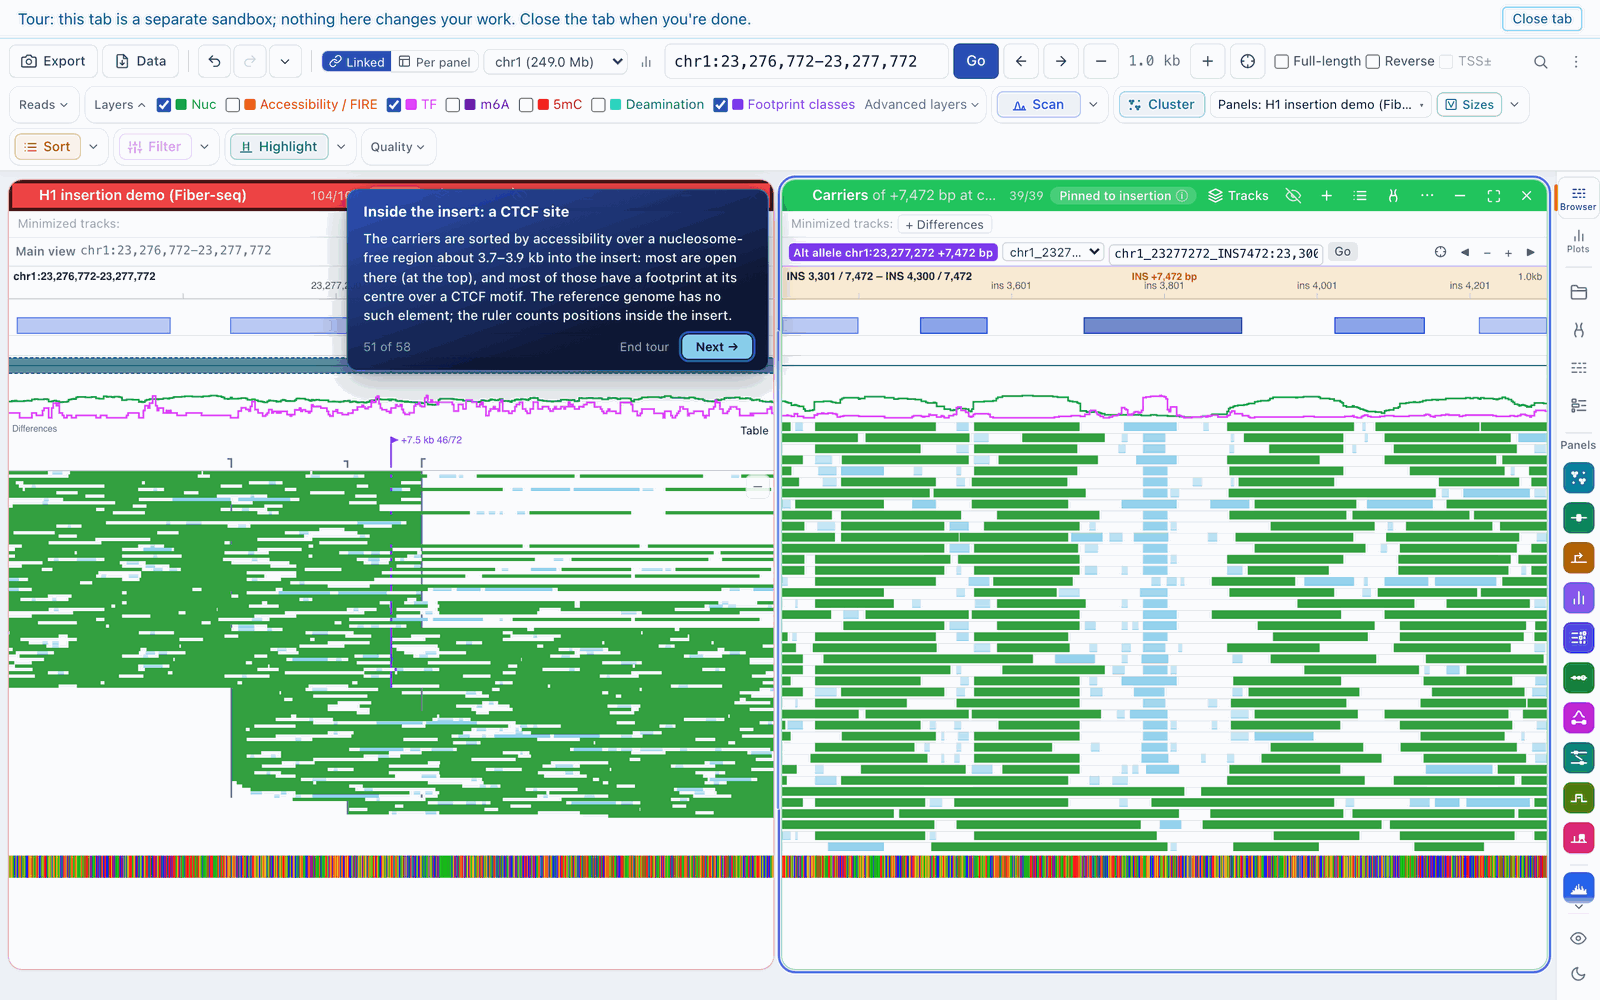 Tour: this tab is a separate sandbox; nothing here changes your work. Close the tab when you're done.
Close tab
Export
Data
Linked
Per panel
chr1 (249.0 Mb)
chr1:23,276,772–23,277,772
Go
1.0 kb
Full-length
Reverse
TSS±
Reads
Layers
Nuc
Accessibility / FIRE
TF
m6A
5mC
Deamination
Footprint classes
Advanced layers
Scan
Cluster
Panels: H1 insertion demo (Fib...
Sizes
Sort
Filter
Highlight
Quality
H1 insertion demo (Fiber-seq)
Minimized tracks:
Main view chr1:23,276,772–23,277,772
chr1:23,276,772-23,277,772
Inside the insert: a CTCF site
The carriers are sorted by accessibility over a nucleosome-
free region about 3.7–3.9 kb into the insert: most are open
there (at the top), and most of those have a footprint at its
centre over a CTCF motif. The reference genome has no
such element; the ruler counts positions inside the insert.
51 of 58
End tour
Next →
Differences
Table
+7.5 kb 46/72
Carriers of +7,472 bp at c...
39/39
Pinned to insertion
Tracks
Minimized tracks:
+ Differences
Alt allele chr1:23,277,272 +7,472 bp
chr1_2327...
chr1_23277272_INS7472:23,30
Go
INS 3,301 / 7,472 – INS 4,300 / 7,472
INS +7,472 bp
1.0kb
ins 3,601
ins 3,801
ins 4,001
ins 4,201
Browser
Plots
Panels